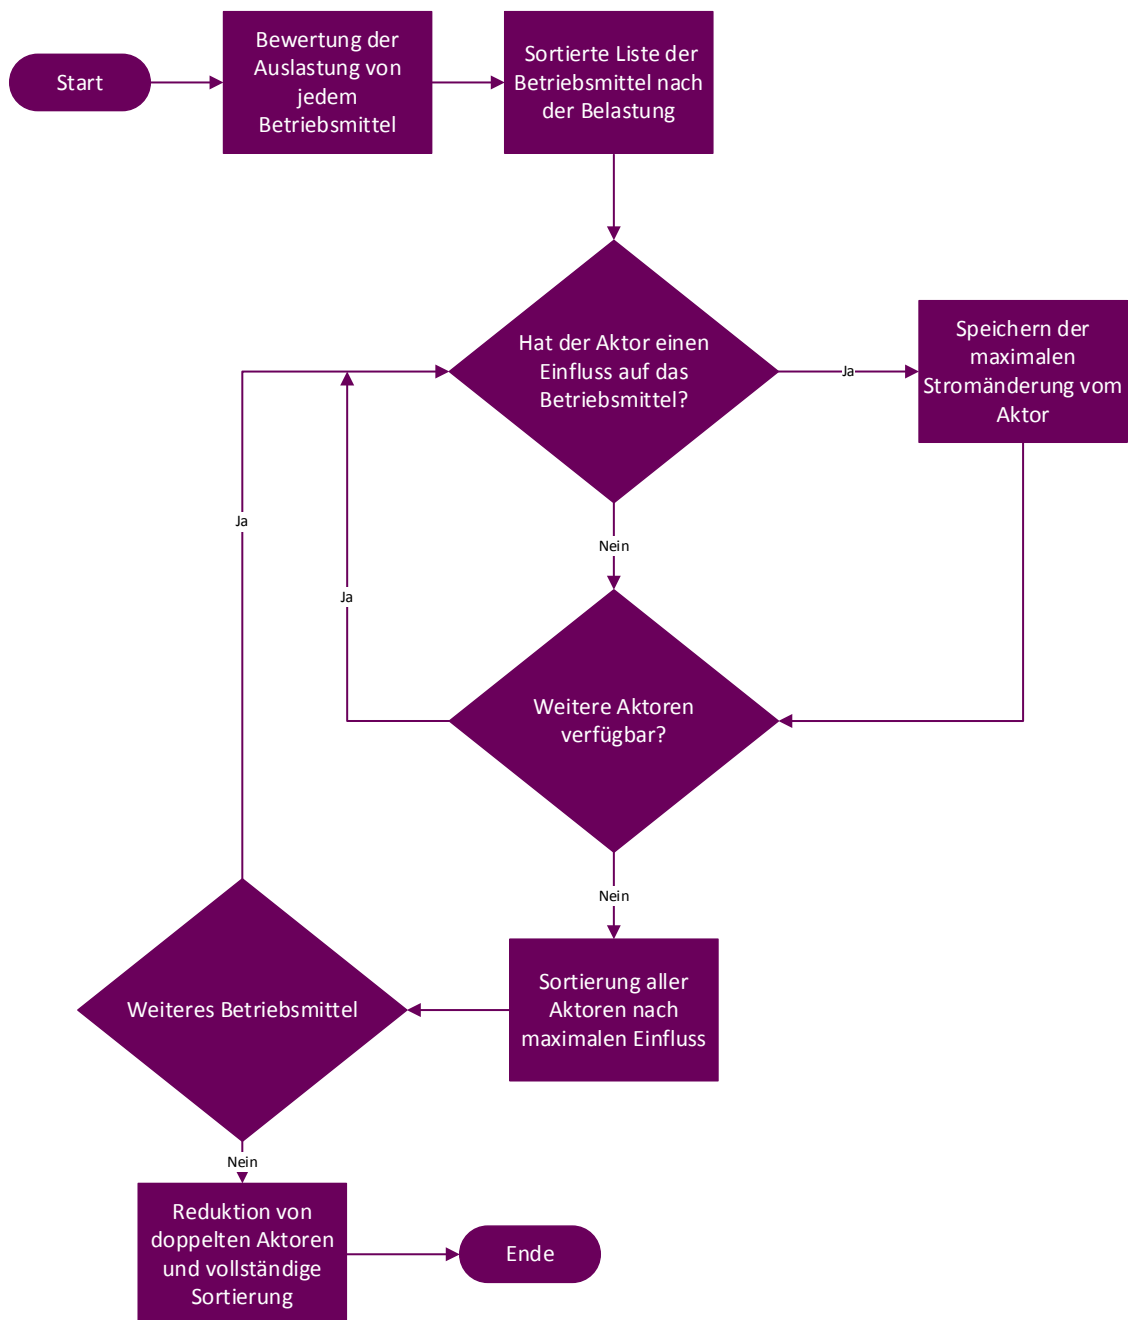 Start
Bewertung der
Auslastung von
jedem
Betriebsmittel
Sortierte Liste der
Betriebsmittel nach
der Belastung
Hat der Aktor einen
Einfluss auf das
Betriebsmittel?
Ja
Speichern der
maximalen
Stromänderung vom
Aktor
Nein
Ja
Ja
Weitere Aktoren
verfügbar?
Nein
Sortierung aller
Aktoren nach
maximalen Einfluss
Weiteres Betriebsmittel
Nein
Reduktion von
doppelten Aktoren
und vollständige
Sortierung
Ende